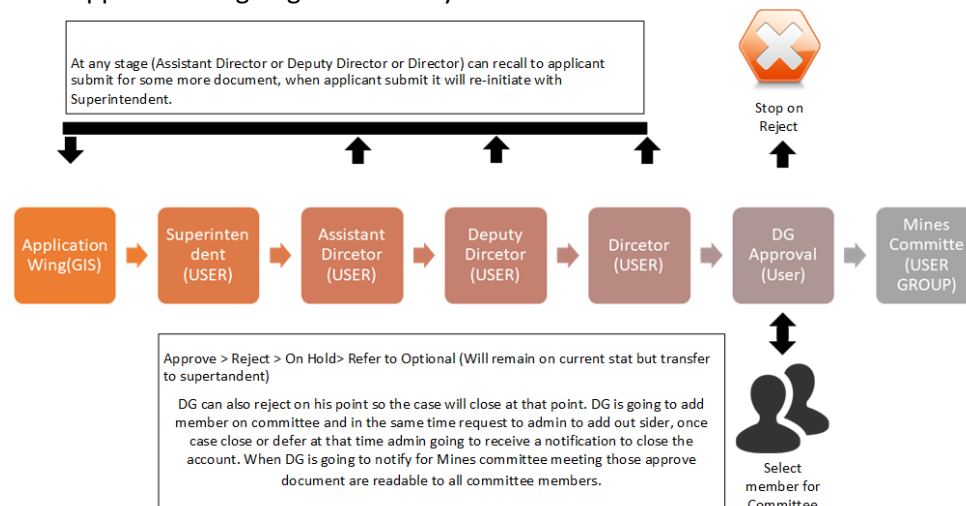 At any stage (Assistant Director or Deputy Director or Director) can recall to applicant
submit for some more document, when applicant submit it will re-initiate with
Superintendent.
Stop on
Reject
Application
Wing(GIS)
Superinten
dent
(USER)
Assistant
Dircetor
(USER)
Deputy
Dircetor
(USER)
Dircetor
(USER)
DG
Approval
(User)
Mines
Committe
(USER
GROUP)
Approve > Reject > On Hold> Refer to Optional (Will remain on current stat but transfer
to supertandent)
DG can also reject on his point so the case will close at that point. DG is going to add
member on committee and in the same time request to admin to add out sider, once
case close or defer at that time admin going to receive a notification to close the
account. When DG is going to notify for Mines committee meeting those approve
document are readable to all committee members.
Select
member for
Committee